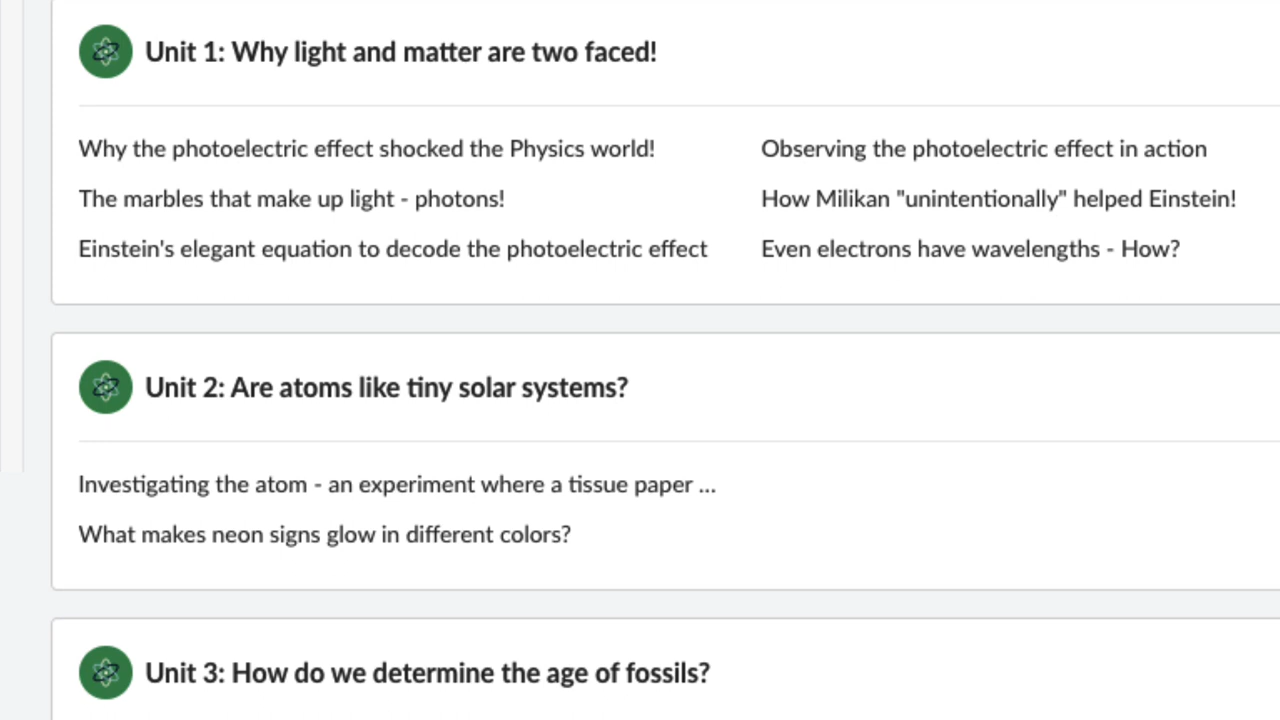 Unit 1: Why light and matter are two faced!
Why the photoelectric effect shocked the Physics world!
Observing the photoelectric effect in action
The marbles that make up light - photons!
How Milikan "unintentionally" helped Einstein!
Einstein's elegant equation to decode the photoelectric effect
Even electrons have wavelengths - How?
Unit 2: Are atoms like tiny solar systems?
Investigating the atom - an experiment where a tissue paper ...
What makes neon signs glow in different colors?
Unit 3: How do we determine the age of fossils?